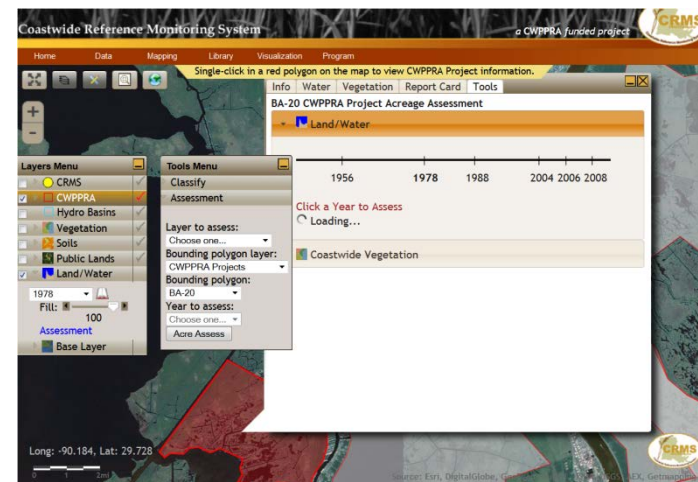 Coastwide Reference Monitoring System
a CWPPRA funded project
CRMS
Home Data Mapping Library Visualization Program
Single-click in a red polygon on the map to view CWPPRA Project information.
Info Water Vegetation Report Card Tools
BA-20 CWPPRA Project Acreage Assessment
Land/Water
1956 1978 1988 2004 2006 2008
Click a Year to Assess
Loading...
Coastwide Vegetation
+
-
Layers Menu
CRMS
CWPPRA
Hydro Basins
Vegetation
Soils
Public Lands
Land/Water
1978
Fill:
100
Assessment
Base Layer
Tools Menu
Classify
Assessment
Layer to assess:
Choose one...
Bounding polygon layer:
CWPPRA Projects
Bounding polygon:
BA-20
Year to assess:
Choose one...
Acre Assess
Long: -90.184, Lat: 29.728
0 1 2mi
CRMS
Source: Esri, DigitalGlobe,
AEX, Getmapping